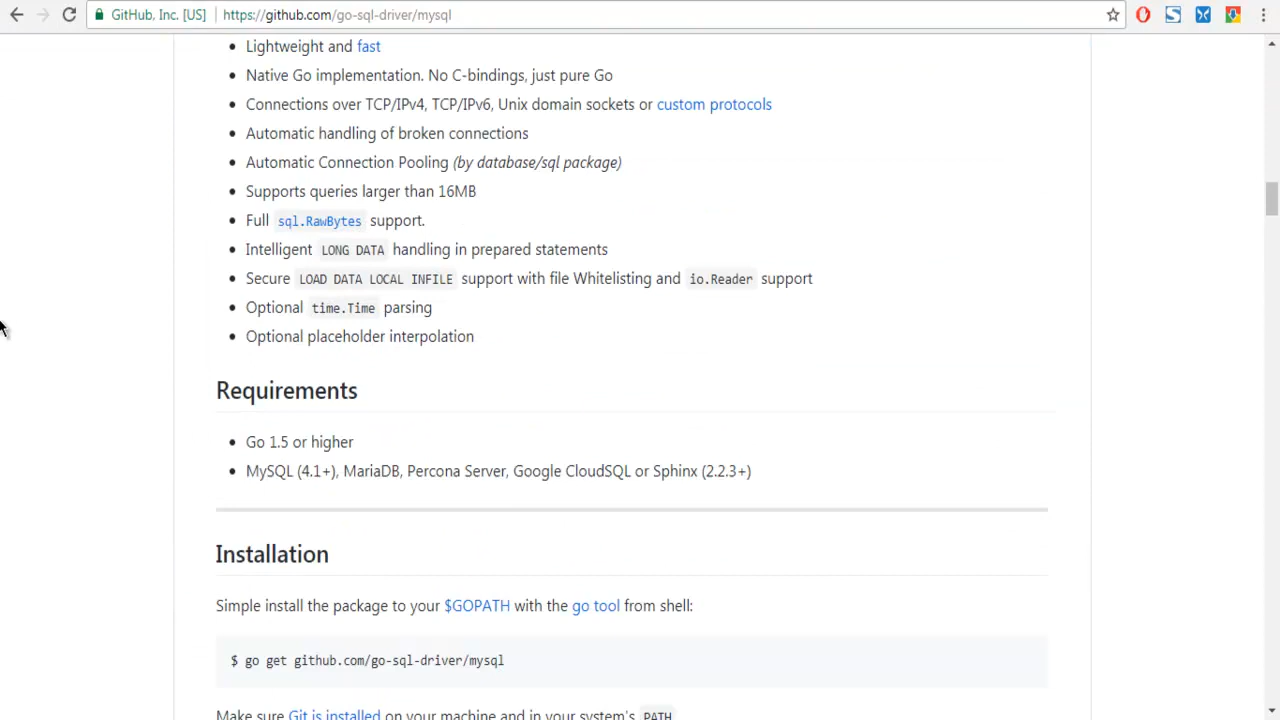 GitHub, Inc. [US] https://github.com/go-sql-driver/mysql
Lightweight and fast
Native Go implementation. No C-bindings, just pure Go
Connections over TCP/IPv4, TCP/IPv6, Unix domain sockets or custom protocols
Automatic handling of broken connections
Automatic Connection Pooling (by database/sql package)
Supports queries larger than 16MB
Full sql.RawBytes support.
Intelligent LONG DATA handling in prepared statements
Secure LOAD DATA LOCAL INFILE support with file Whitelisting and io.Reader support
Optional time.Time parsing
Optional placeholder interpolation
Requirements
Go 1.5 or higher
MySQL (4.1+), MariaDB, Percona Server, Google CloudSQL or Sphinx (2.2.3+)
Installation
Simple install the package to your $GOPATH with the go tool from shell:
$ go get github.com/go-sql-driver/mysql
Make sure Git is installed on your machine and in your system's PATH